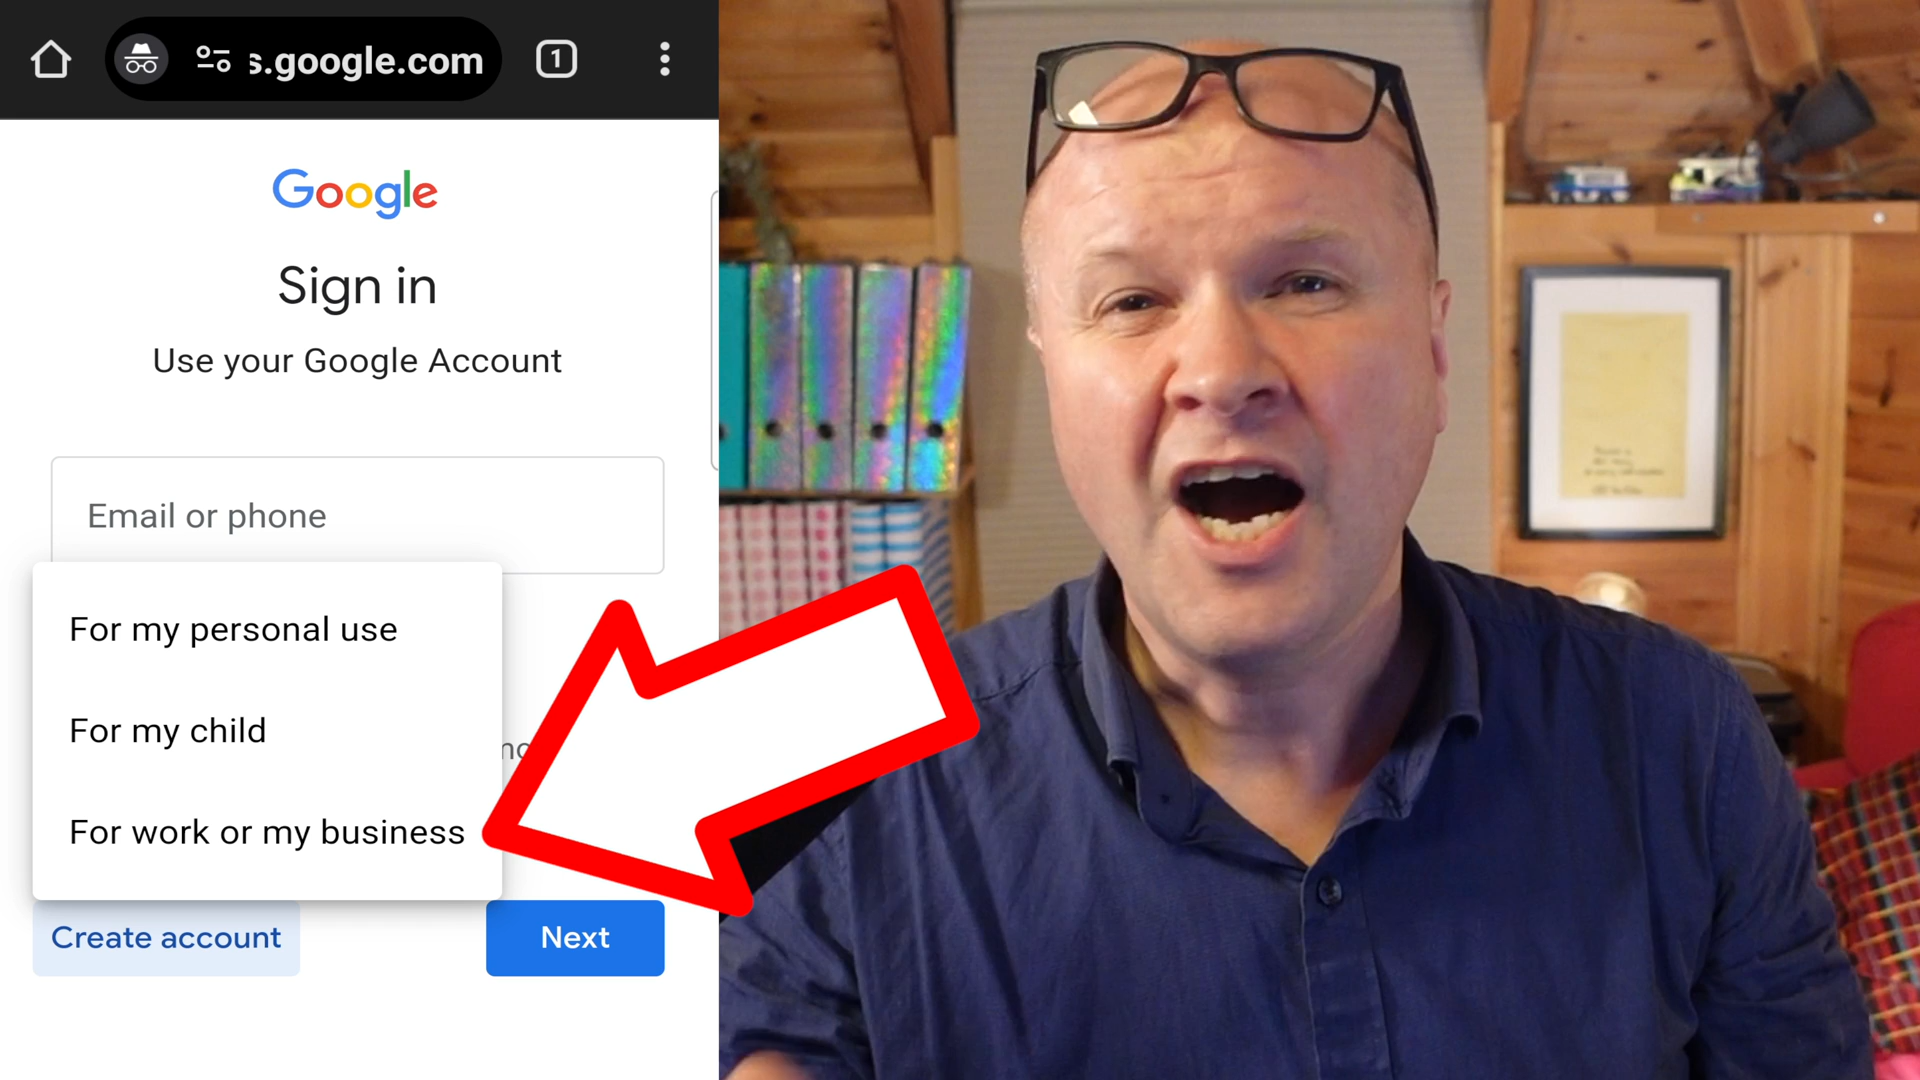 s.google.com
1
Google
Sign in
Use your Google Account
Email or phone
For my personal use
For my child
For work or my business
Create account
Next